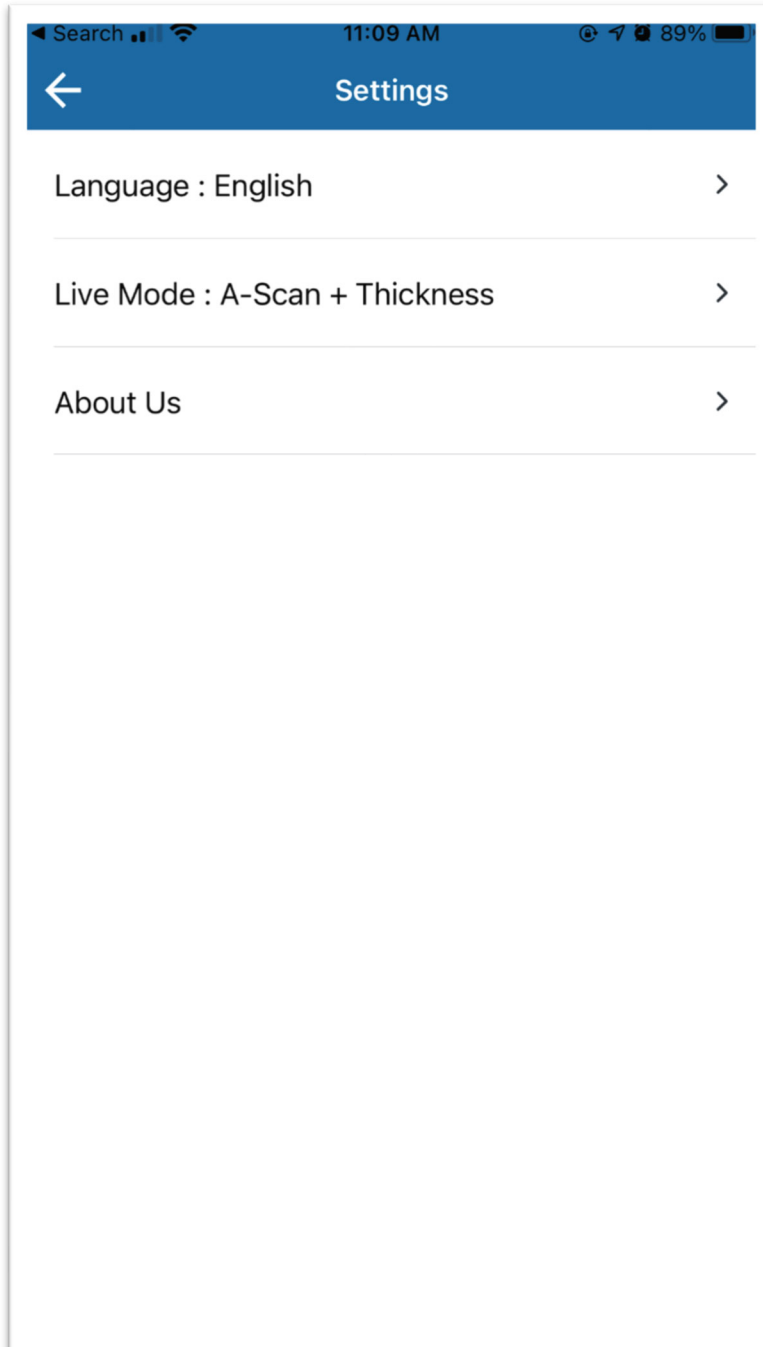 Search 11:09 AM 89%
Settings
Language : English
Live Mode : A-Scan + Thickness
About Us